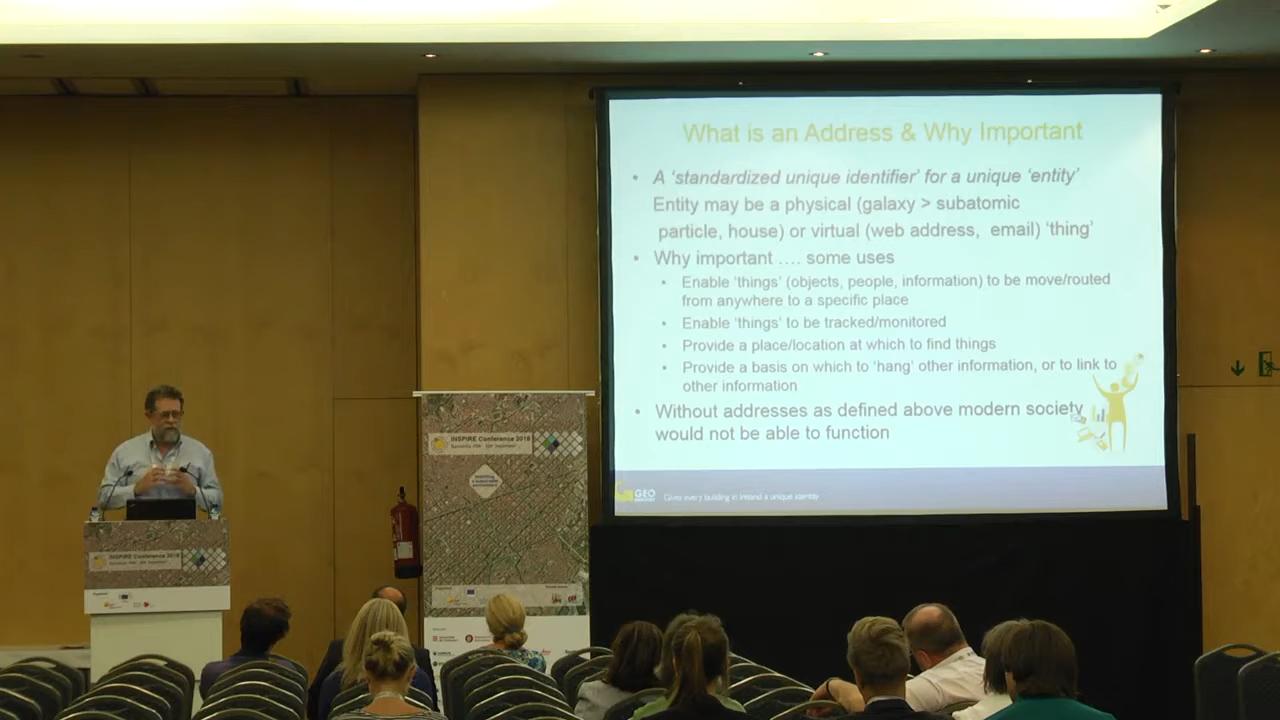 What is an Address & Why Important
• A ‘standardized unique identifier’ for a unique ‘entity’
Entity may be a physical (galaxy > subatomic
particle, house) or virtual (web address, email) ‘thing’
• Why important .... some uses
• Enable ‘things’ (objects, people, information) to be move/routed
from anywhere to a specific place
• Enable ‘things’ to be tracked/monitored
• Provide a place/location at which to find things
• Provide a basis on which to ‘hang’ other information, or to link to
other information
• Without addresses as defined above modern society
would not be able to function
GEO
Gives every building in Ireland a unique identity
INSPIRE Conference 2016
INSPIRE Conference 2016